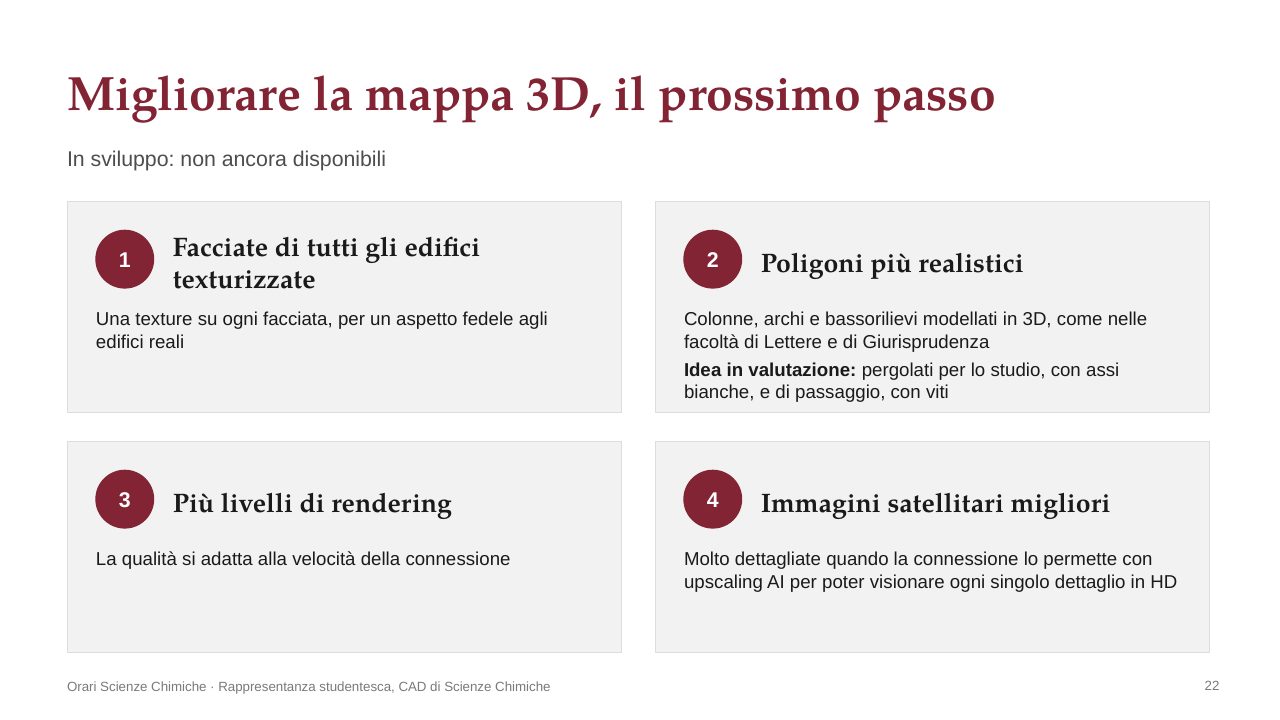 Migliorare la mappa 3D, il prossimo passo
In sviluppo: non ancora disponibili
1
Facciate di tutti gli edifici
texturizzate
Una texture su ogni facciata, per un aspetto fedele agli
edifici reali
2
Poligoni più realistici
Colonne, archi e bassorilievi modellati in 3D, come nelle
facoltà di Lettere e di Giurisprudenza
Idea in valutazione: pergolati per lo studio, con assi
bianche, e di passaggio, con viti
3
Più livelli di rendering
La qualità si adatta alla velocità della connessione
4
Immagini satellitari migliori
Molto dettagliate quando la connessione lo permette con
upscaling AI per poter visionare ogni singolo dettaglio in HD
Orari Scienze Chimiche · Rappresentanza studentesca, CAD di Scienze Chimiche
22